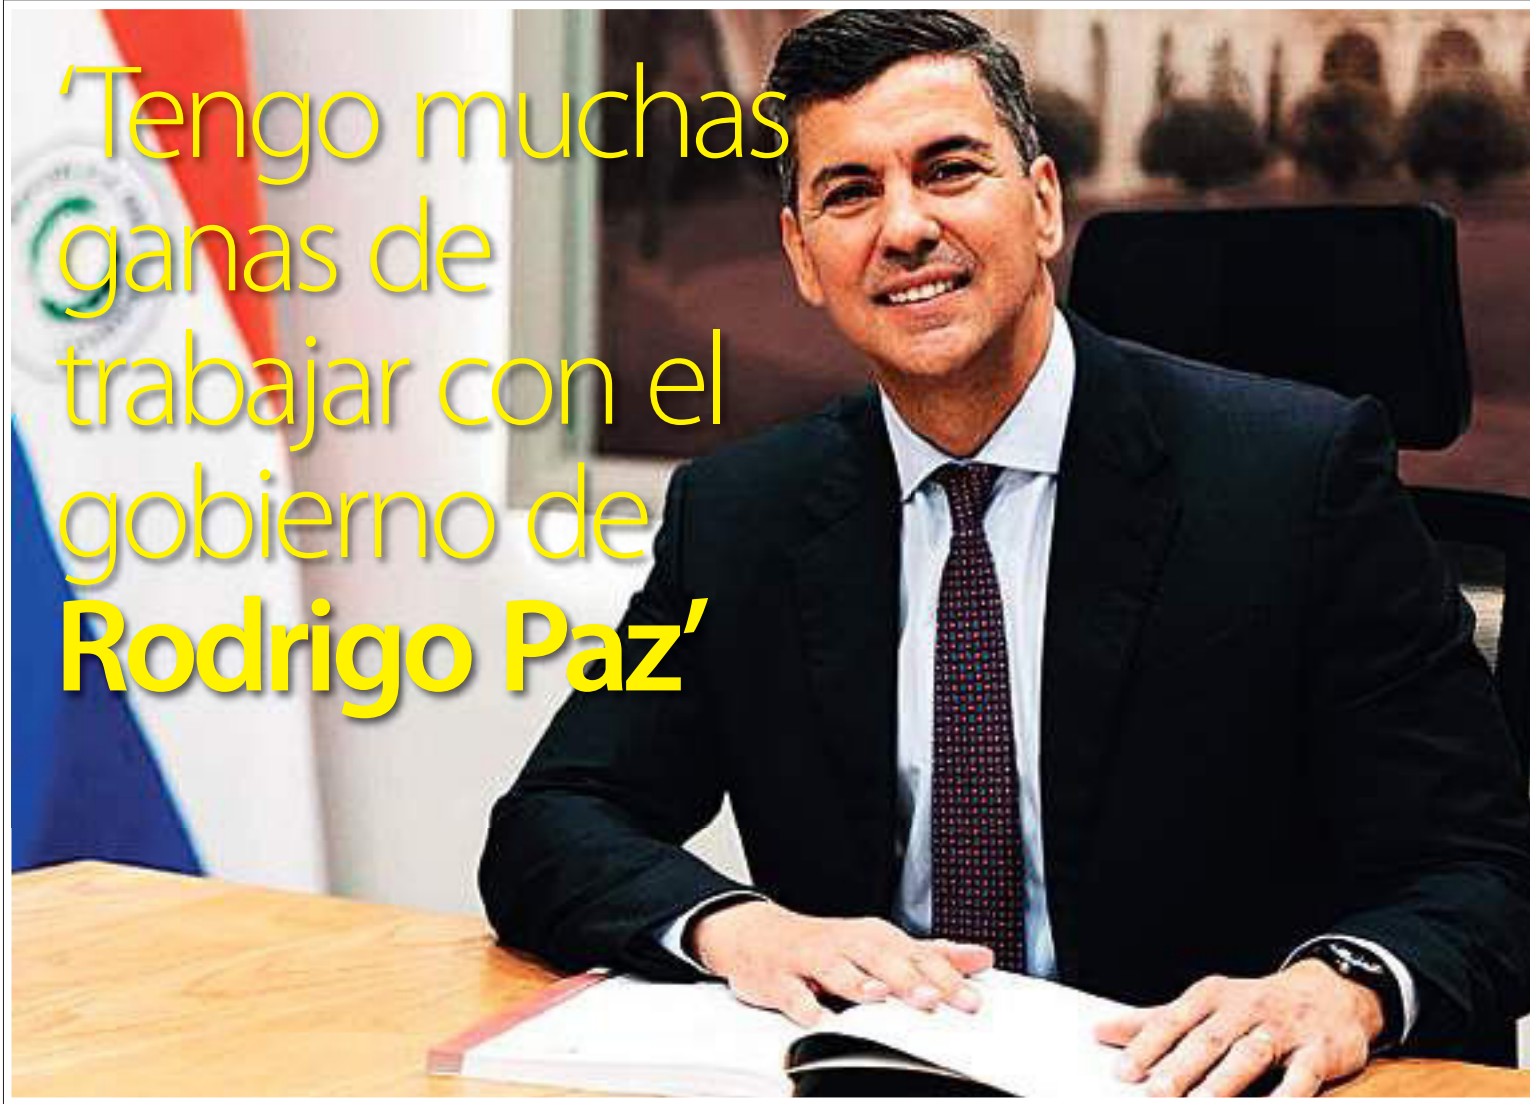 ‘Tengo muchas
ganas de
trabajar con el
gobierno de
Rodrigo Paz’